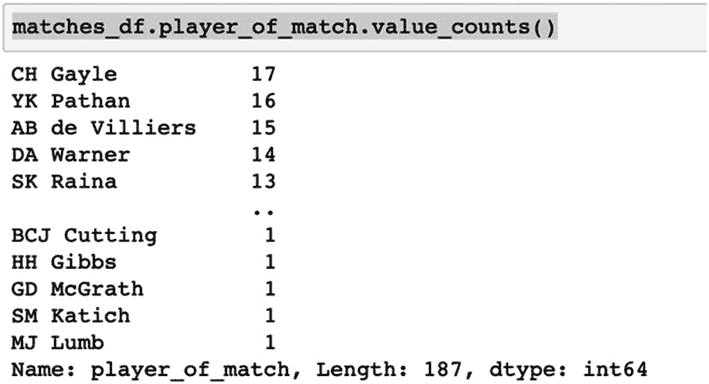 matches_df.player_of_match.value_counts()
CH Gayle 17
YK Pathan 16
AB de Villiers 15
DA Warner 14
SK Raina 13
..
BCJ Cutting 1
HH Gibbs 1
GD McGrath 1
SM Katich 1
MJ Lumb 1
Name: player_of_match, Length: 187, dtype: int64